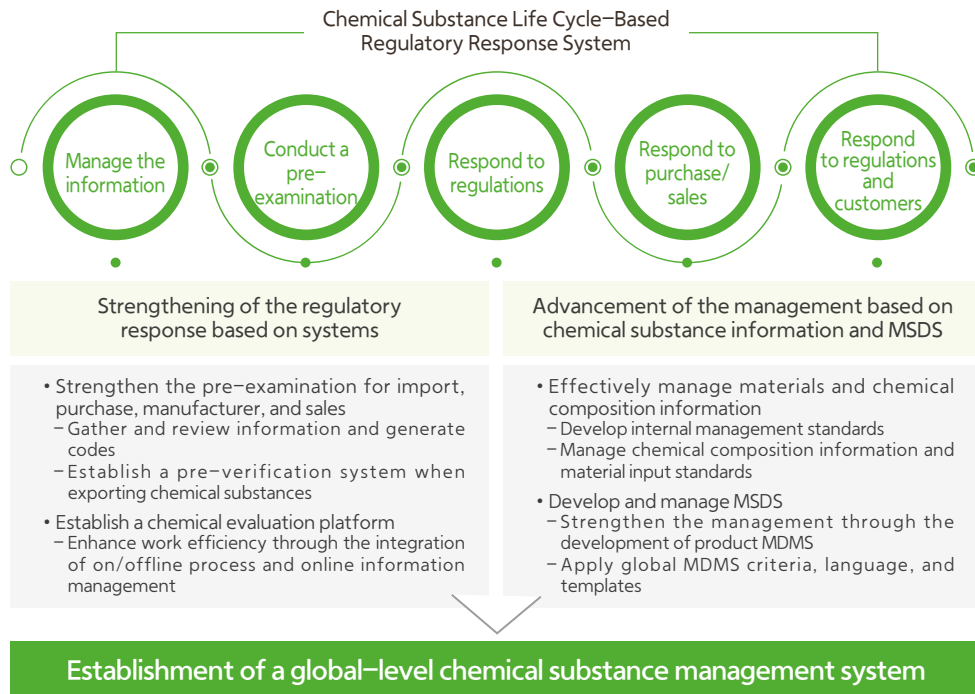 Chemical Substance Life Cycle-Based
Regulatory Response System
Manage the
information
Conduct a
pre-
examination
Respond to
regulations
Respond to
purchase/
sales
Respond
to regulations
and
customers
Strengthening of the regulatory
response based on systems
• Strengthen the pre-examination for import,
purchase, manufacturer, and sales
- Gather and review information and generate
codes
- Establish a pre-verification system when
exporting chemical substances
• Establish a chemical evaluation platform
- Enhance work efficiency through the integration
of on/offline process and online information
management
Advancement of the management based on
chemical substance information and MSDS
• Effectively manage materials and chemical
composition information
- Develop internal management standards
- Manage chemical composition information and
material input standards
• Develop and manage MSDS
- Strengthen the management through the
development of product MDMS
- Apply global MDMS criteria, language, and
templates
Establishment of a global-level chemical substance management system